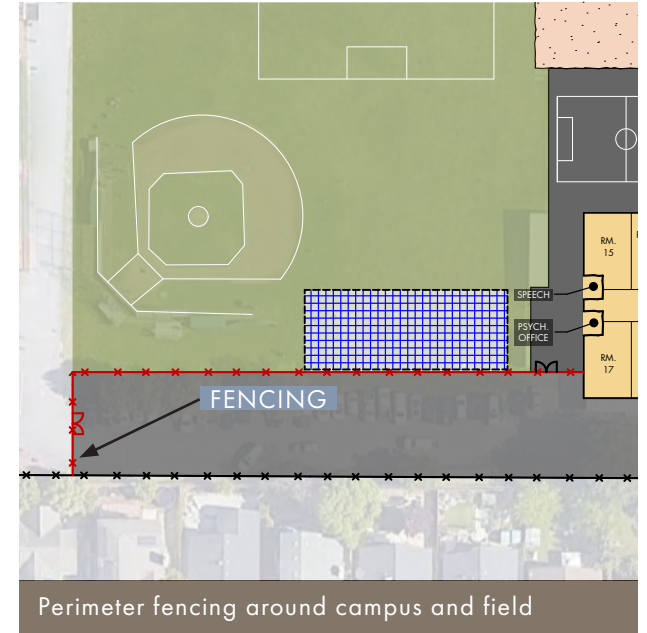 RM.
15
SPEECH
PSYCH.
OFFICE
RM.
17
FENCING
Perimeter fencing around campus and field